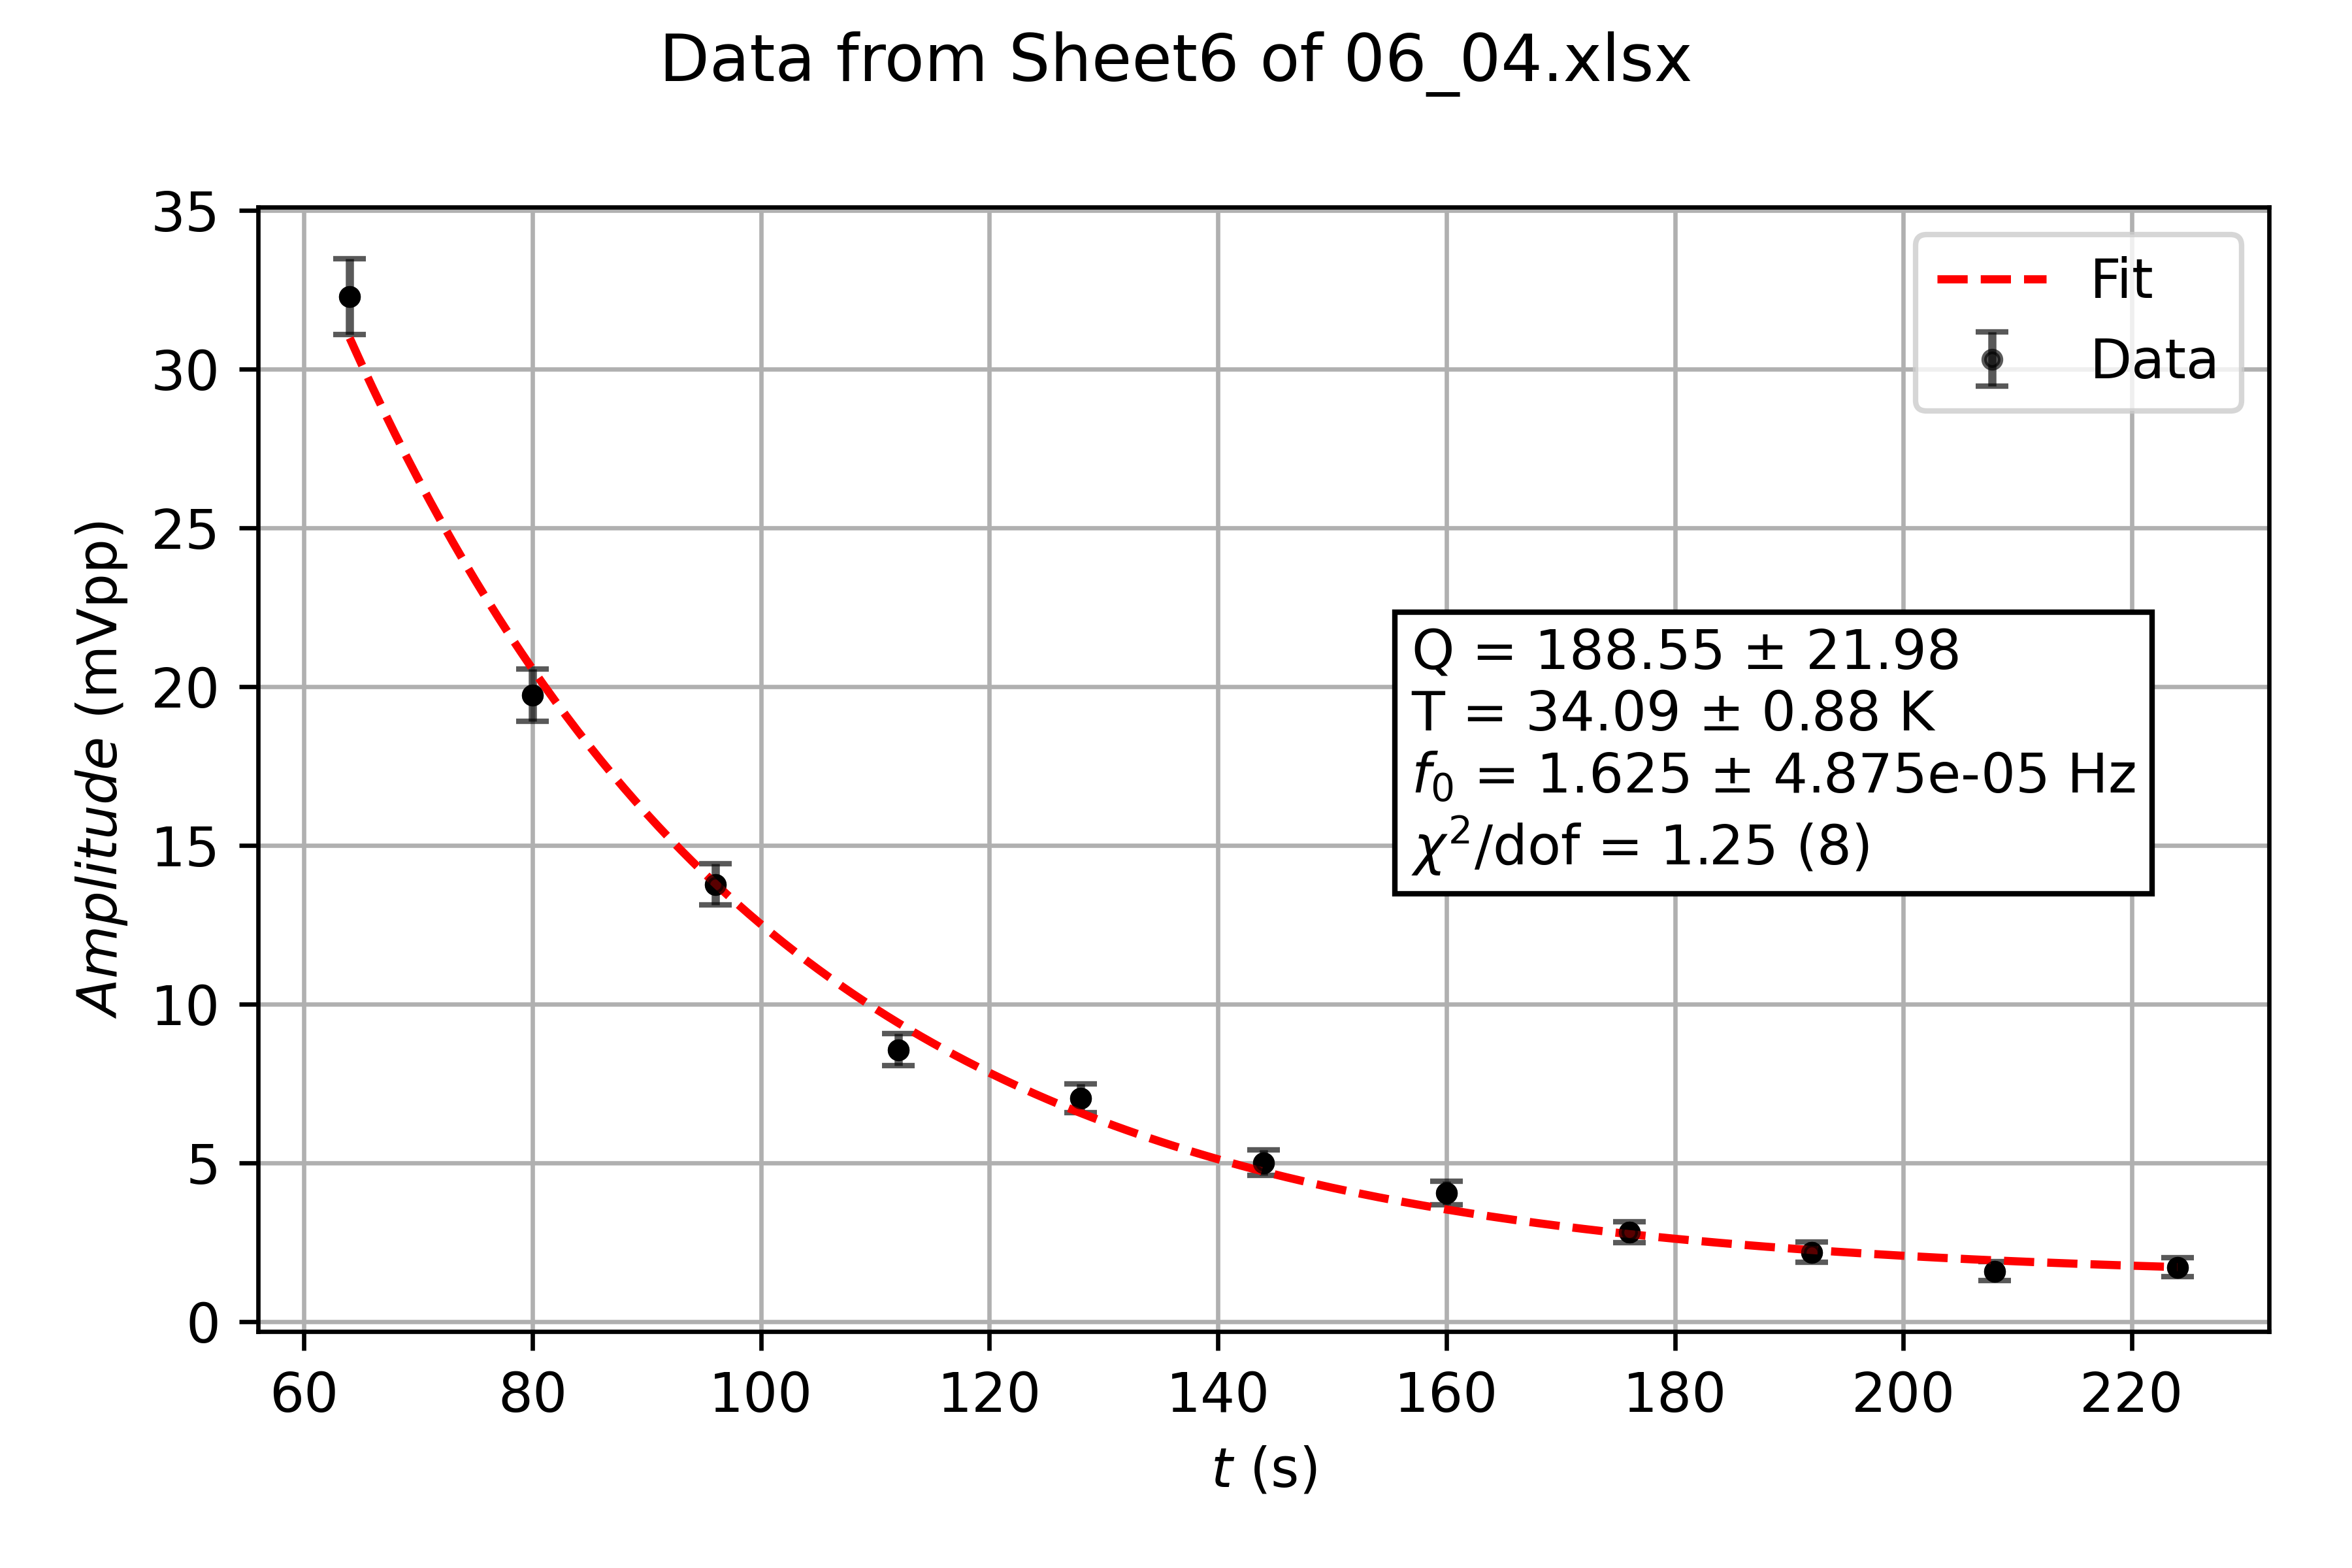 Data from Sheet6 of 06_04.xlsx
35
30
25
20
15
10
5
0
Amplitude (mVpp)
Fit
Data
Q = 188.55 ± 21.98
T = 34.09 ± 0.88 K
f₀ = 1.625 ± 4.875e-05 Hz
χ²/dof = 1.25 (8)
60 80 100 120 140 160 180 200 220
t (s)